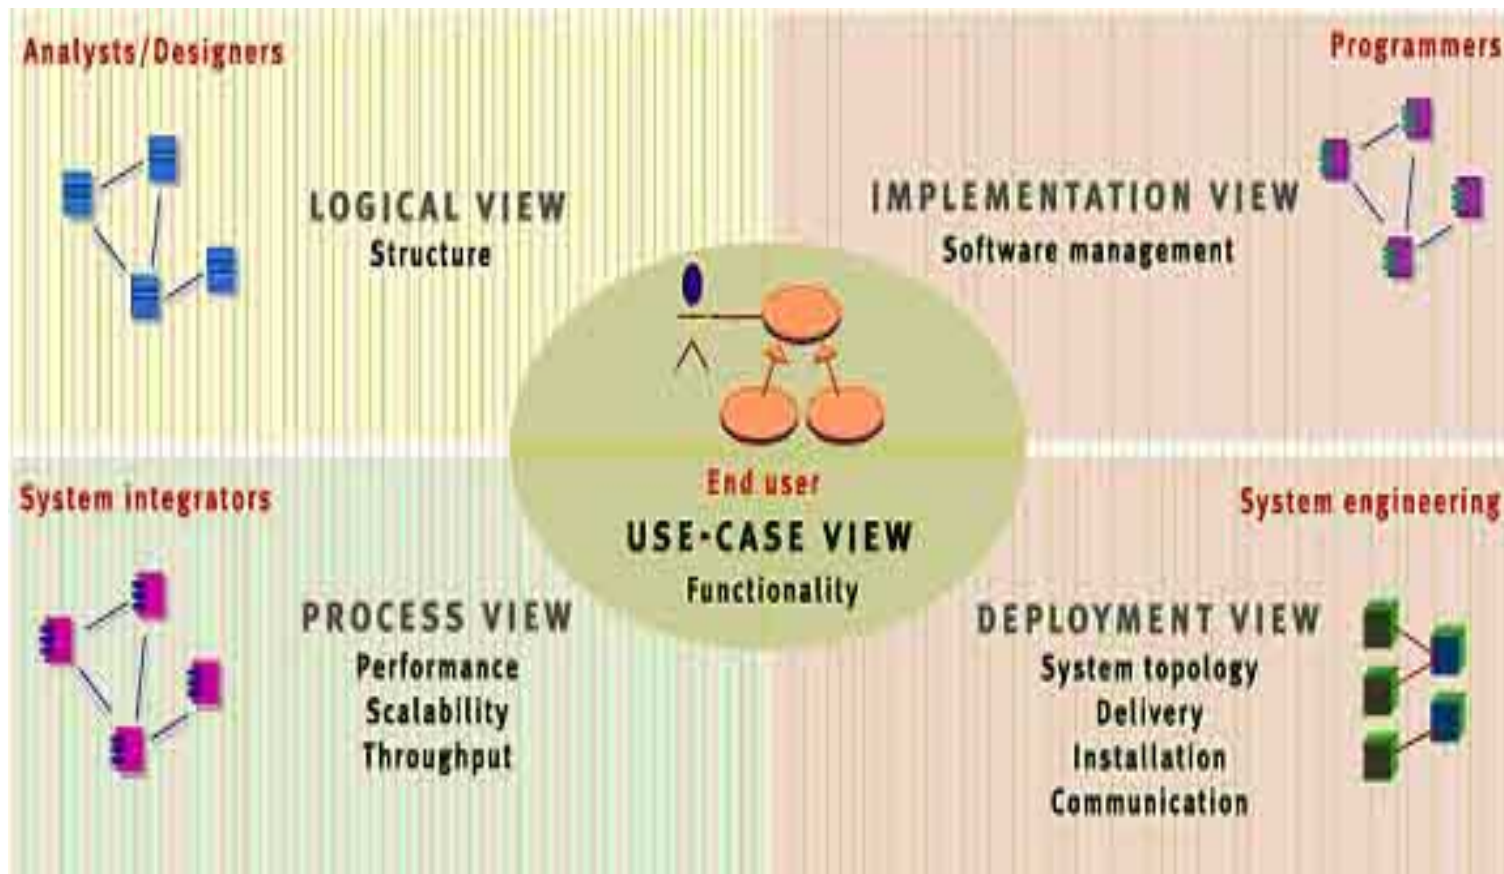 Analysts/Designers
LOGICAL VIEW
Structure
Programmers
IMPLEMENTATION VIEW
Software management
End user
USE-CASE VIEW
Functionality
System integrators
PROCESS VIEW
Performance
Scalability
Throughput
System engineering
DEPLOYMENT VIEW
System topology
Delivery
Installation
Communication